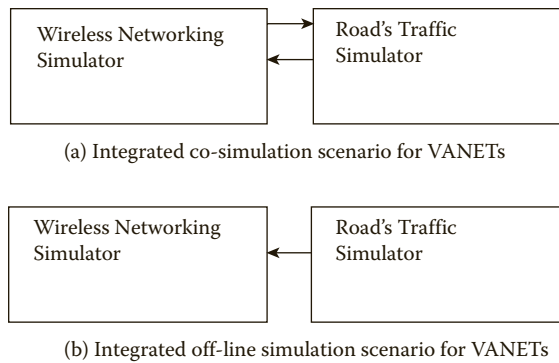 Wireless Networking
Simulator
Road's Traffic
Simulator
(a) Integrated co-simulation scenario for VANETs
Wireless Networking
Simulator
Road's Traffic
Simulator
(b) Integrated off-line simulation scenario for VANETs